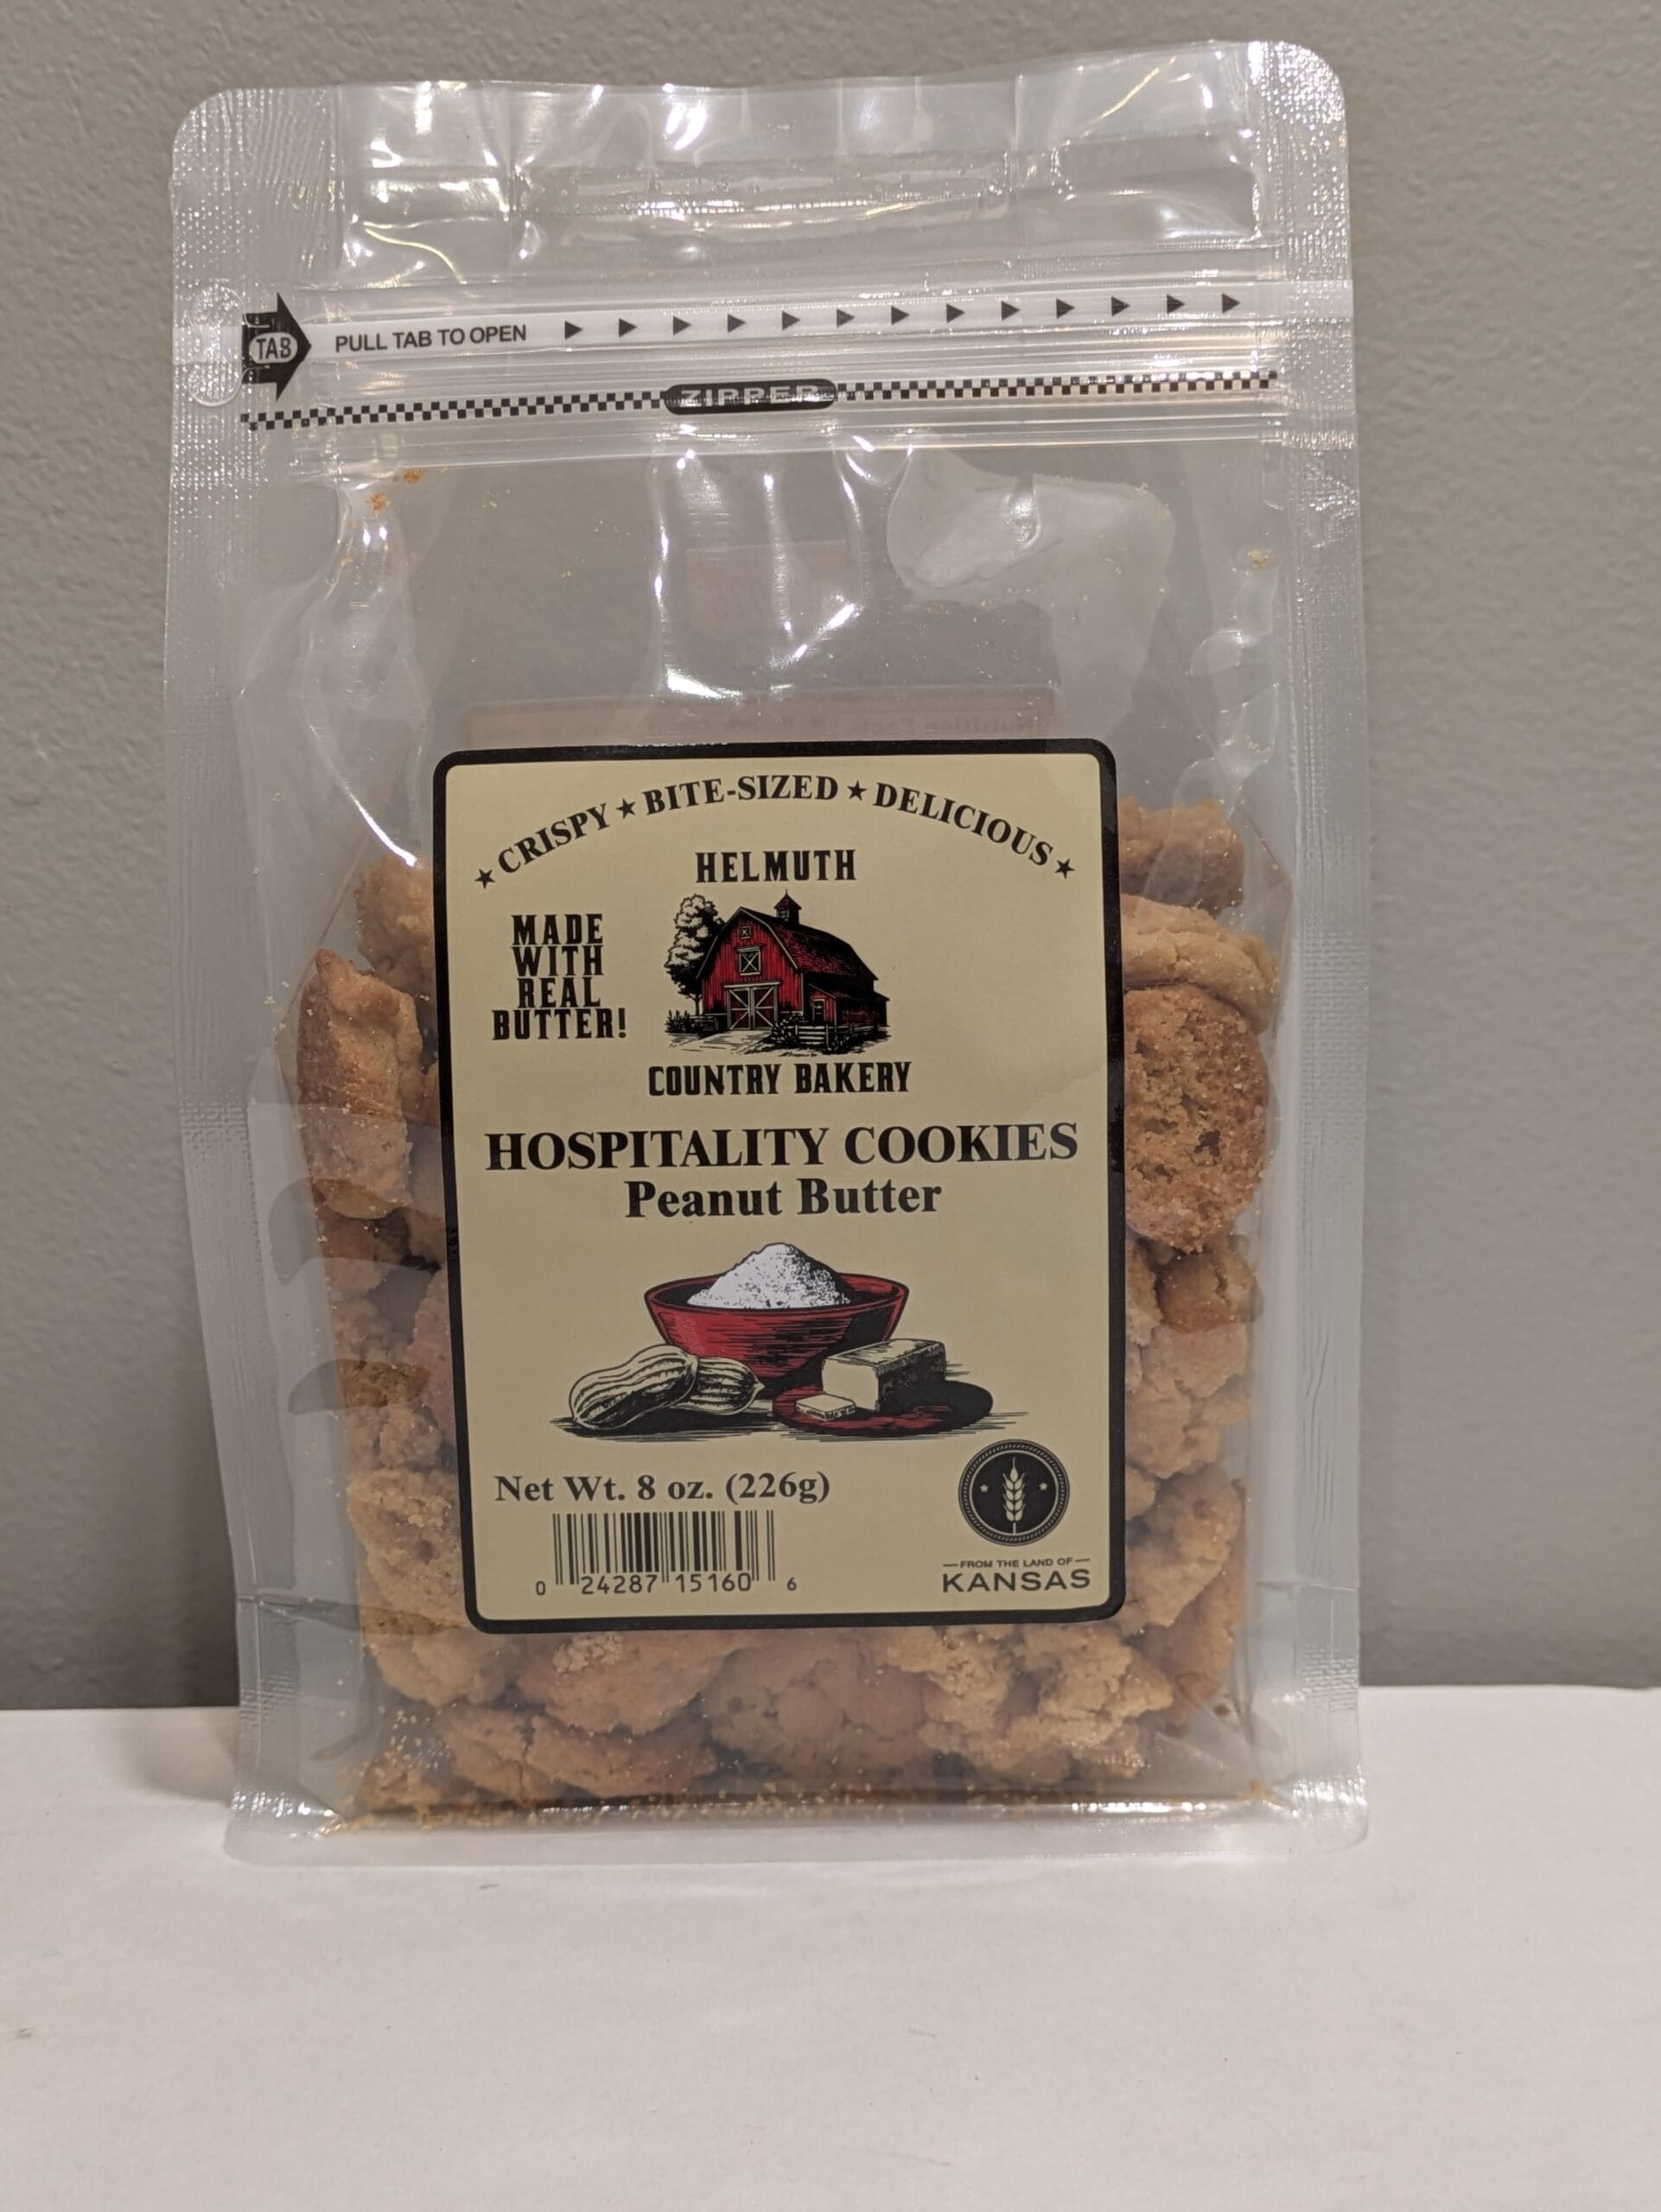 TAB
PULL TAB TO OPEN
ZIPPER
★ CRISPY ★ BITE-SIZED ★ DELICIOUS ★
HELMUTH
MADE
WITH
REAL
BUTTER!
COUNTRY BAKERY
HOSPITALITY COOKIES
Peanut Butter
Net Wt. 8 oz. (226g)
0 24287 15160 6
FROM THE LAND OF
KANSAS